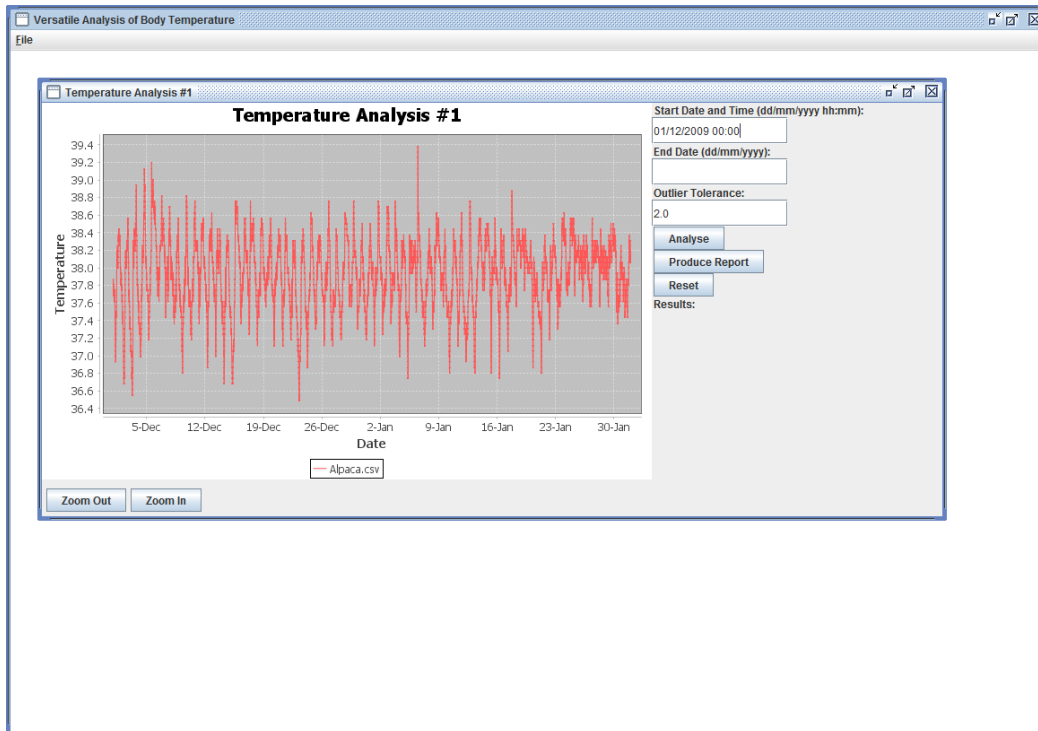 Versatile Analysis of Body Temperature
File
Temperature Analysis #1
Temperature Analysis #1
39.4
39.2
39.0
38.8
38.6
38.4
38.2
38.0
37.8
37.6
37.4
37.2
37.0
36.8
36.6
36.4
Temperature
5-Dec 12-Dec 19-Dec 26-Dec 2-Jan 9-Jan 16-Jan 23-Jan 30-Jan
Date
Alpaca.csv
Start Date and Time (dd/mm/yyyy hh:mm):
01/12/2009 00:00
End Date (dd/mm/yyyy):
Outlier Tolerance:
2.0
Analyse
Produce Report
Reset
Results:
Zoom Out Zoom In